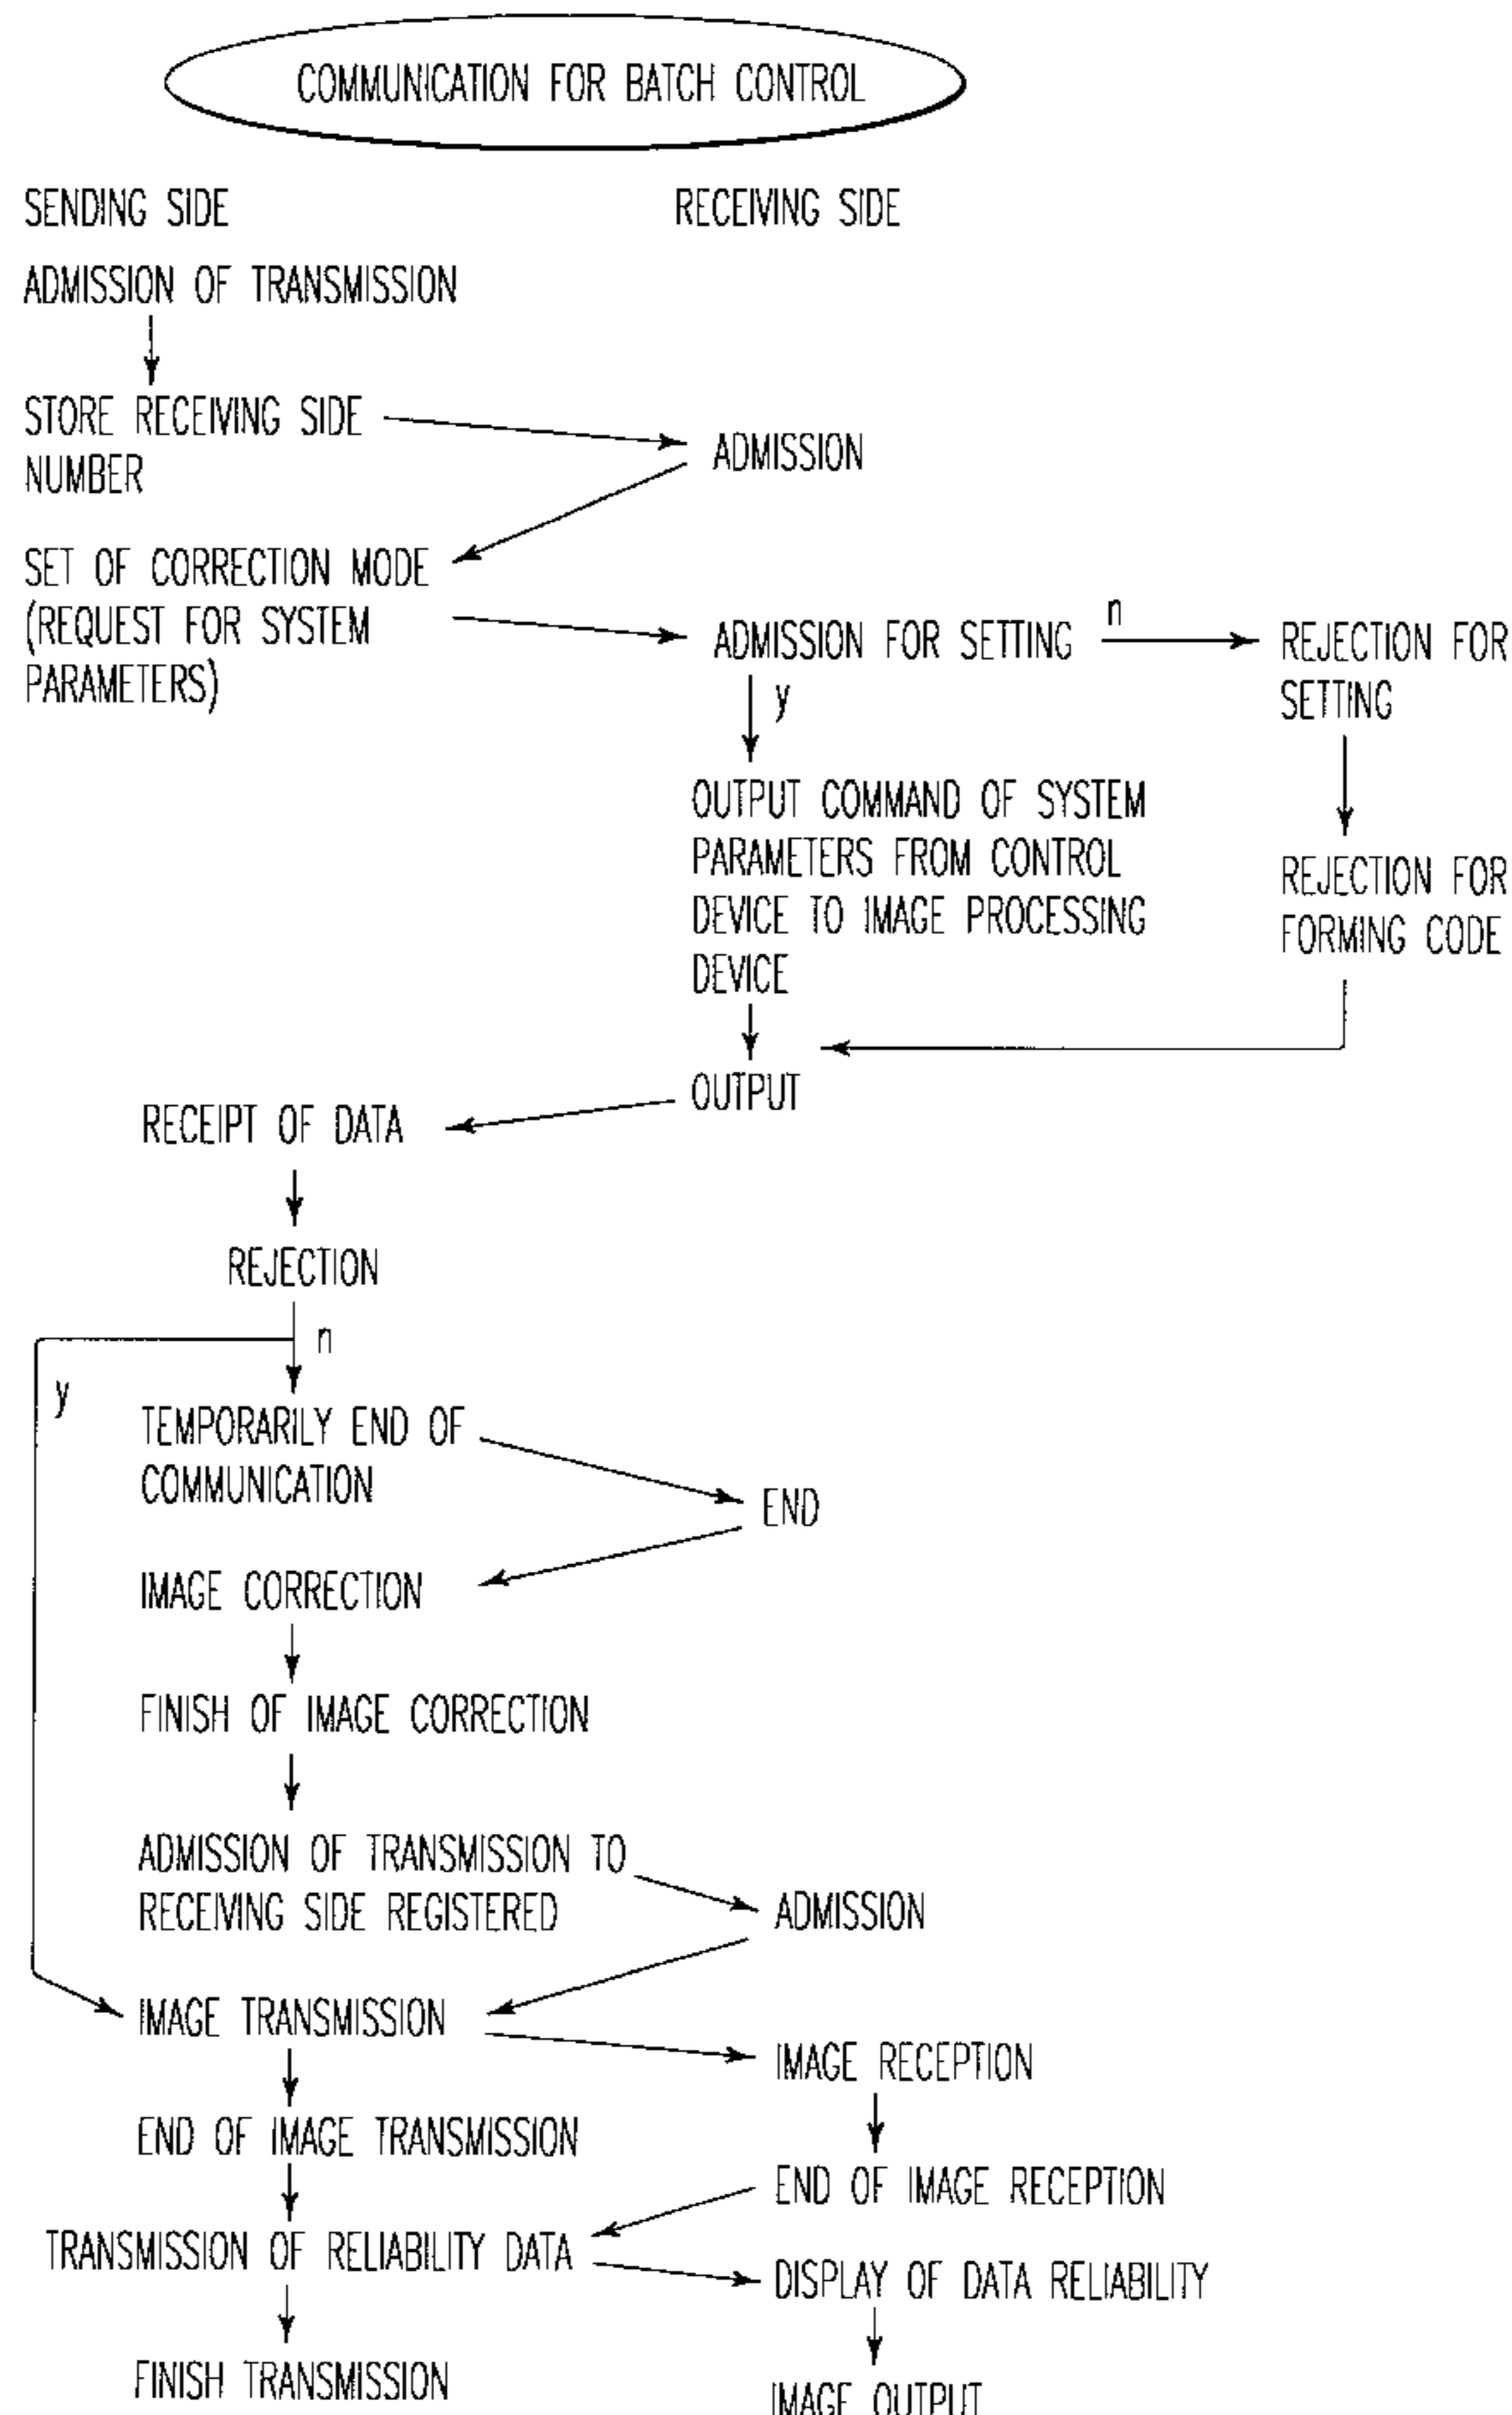 COMMUNICATION FOR BATCH CONTROL
SENDING SIDE
RECEIVING SIDE
ADMISSION OF TRANSMISSION
STORE RECEIVING SIDE
NUMBER
ADMISSION
SET OF CORRECTION MODE
(REQUEST FOR SYSTEM
PARAMETERS)
ADMISSION FOR SETTING
n
REJECTION FOR
SETTING
y
OUTPUT COMMAND OF SYSTEM
PARAMETERS FROM CONTROL
DEVICE TO IMAGE PROCESSING
DEVICE
REJECTION FOR
FORMING CODE
OUTPUT
RECEIPT OF DATA
REJECTION
n
y
TEMPORARILY END OF
COMMUNICATION
END
IMAGE CORRECTION
FINISH OF IMAGE CORRECTION
ADMISSION OF TRANSMISSION TO
RECEIVING SIDE REGISTERED
ADMISSION
IMAGE TRANSMISSION
IMAGE RECEPTION
END OF IMAGE TRANSMISSION
END OF IMAGE RECEPTION
TRANSMISSION OF RELIABILITY DATA
DISPLAY OF DATA RELIABILITY
FINISH TRANSMISSION
IMAGE OUTPUT